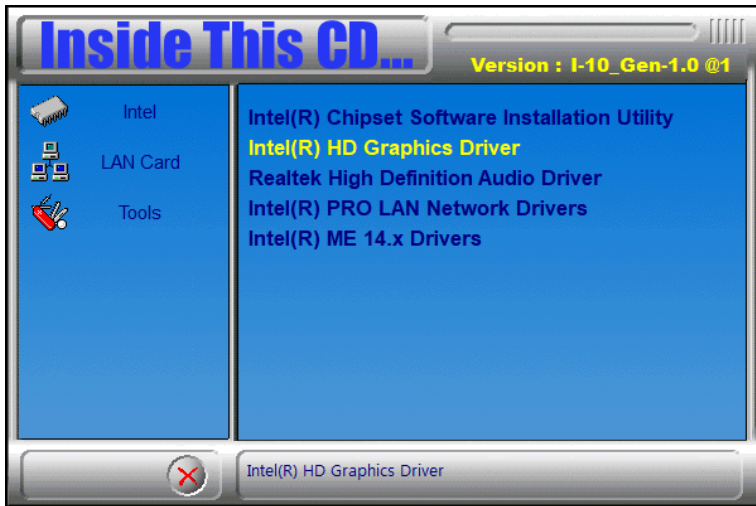 Inside This CD...
Version : I-10_Gen-1.0 @1
Intel
LAN Card
Tools
Intel(R) Chipset Software Installation Utility
Intel(R) HD Graphics Driver
Realtek High Definition Audio Driver
Intel(R) PRO LAN Network Drivers
Intel(R) ME 14.x Drivers
Intel(R) HD Graphics Driver